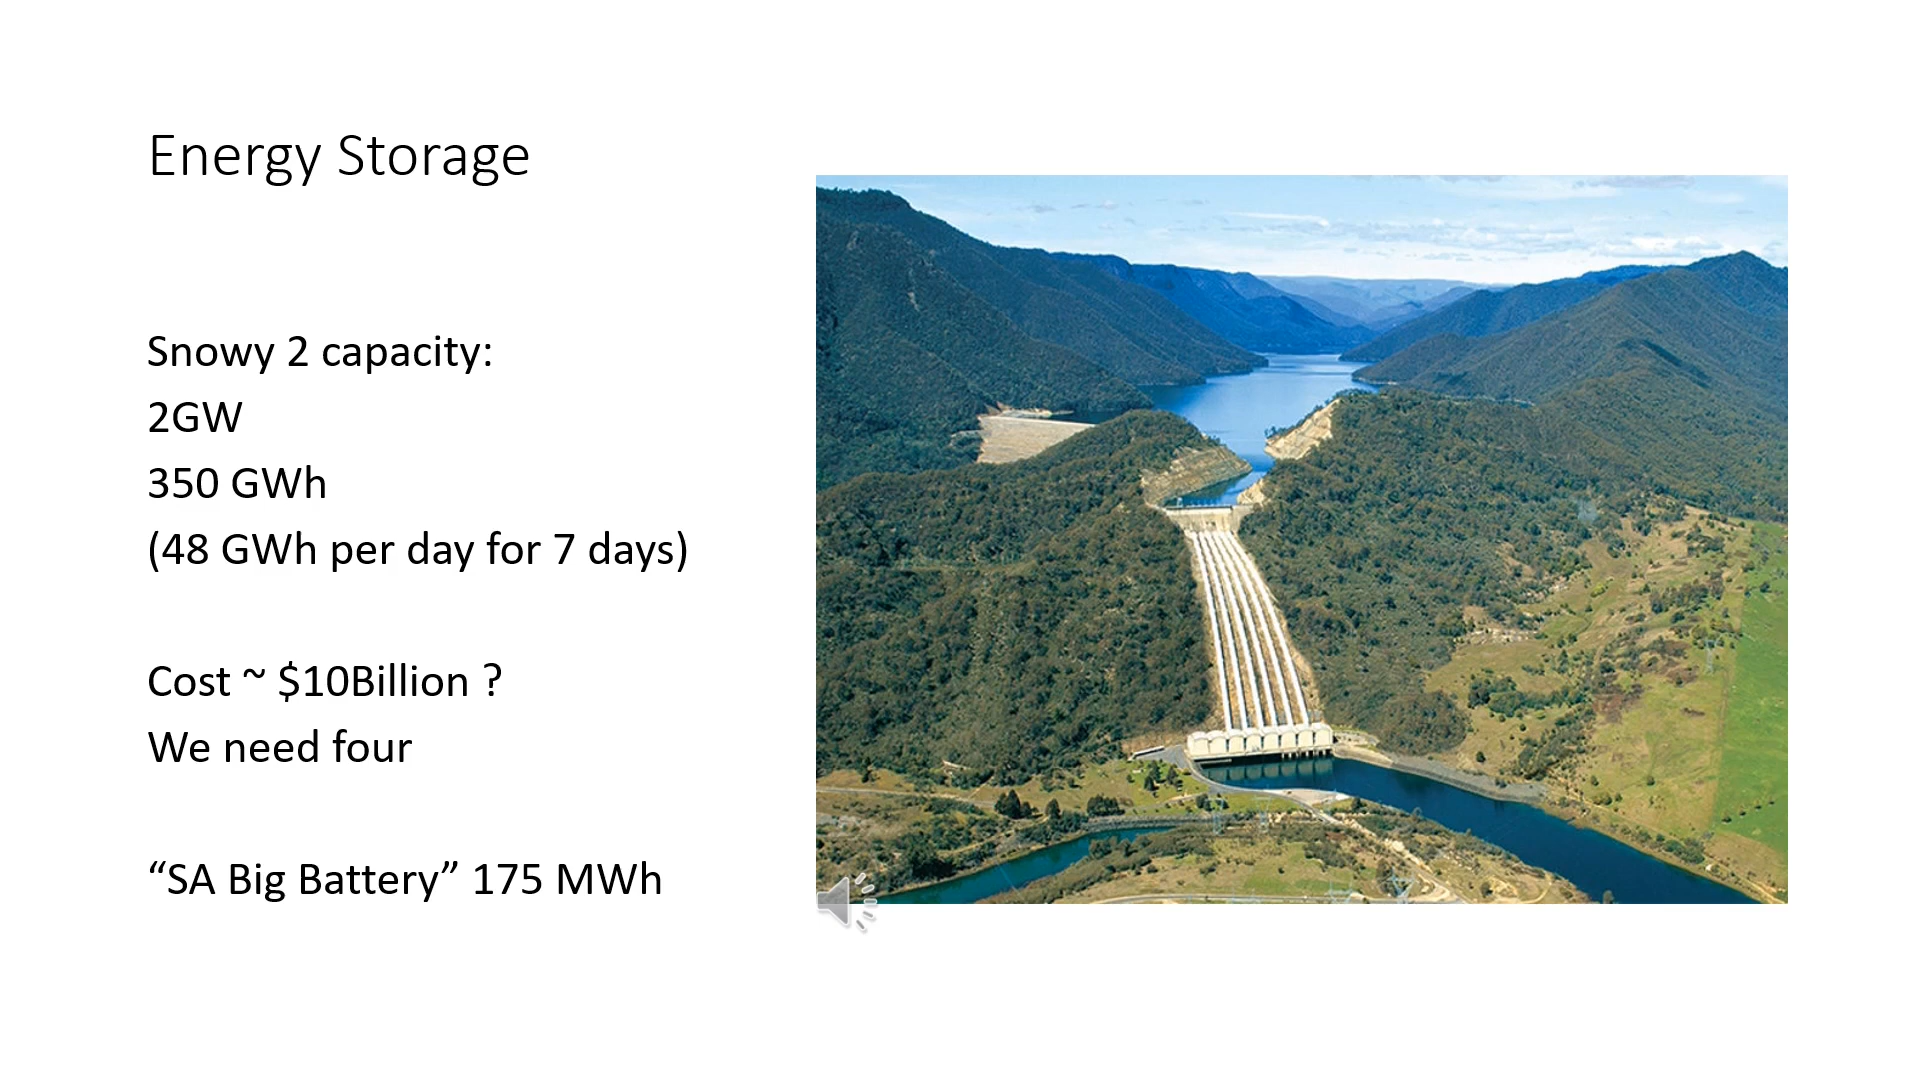 Energy Storage
Snowy 2 capacity:
2GW
350 GWh
(48 GWh per day for 7 days)
Cost ~ $10Billion ?
We need four
“SA Big Battery” 175 MWh